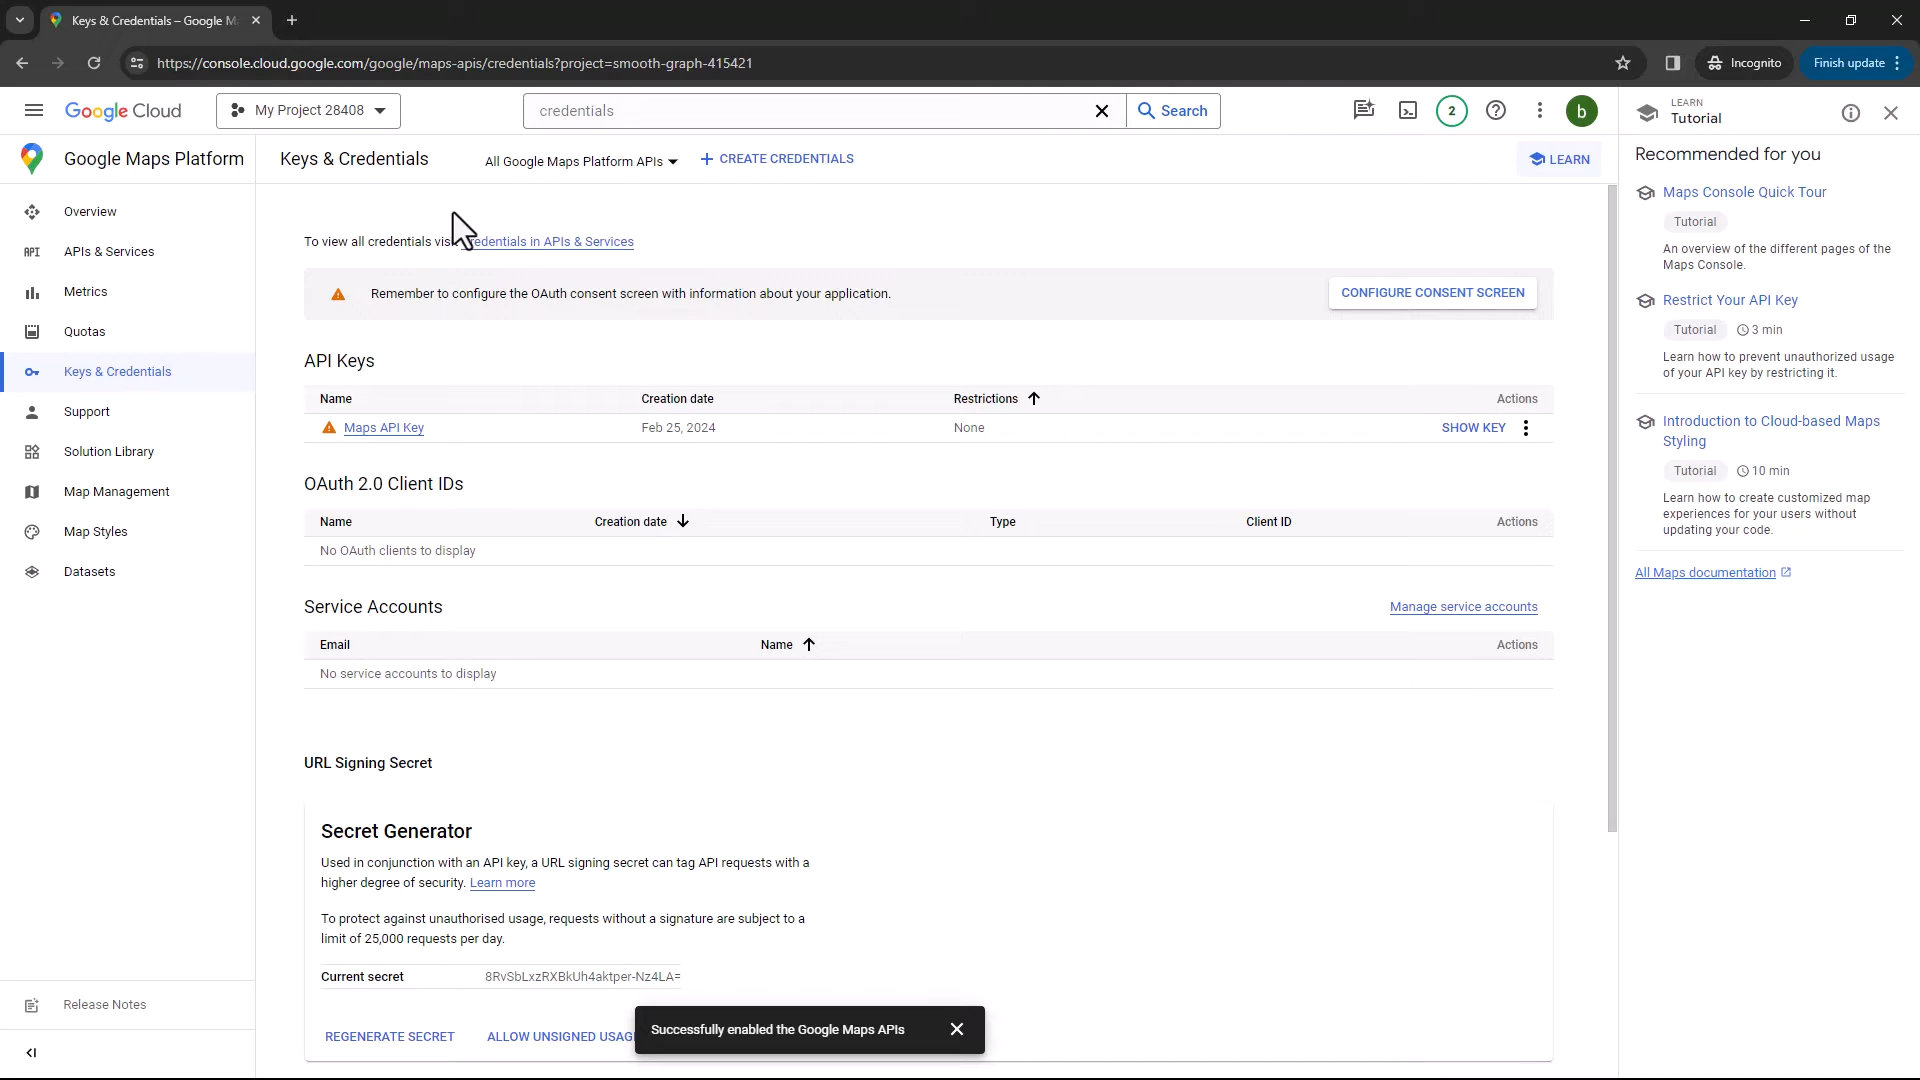 Keys & Credentials – Google M
https://console.cloud.google.com/google/maps-apis/credentials?project=smooth-graph-415421
Incognito
Finish update
Google Cloud
My Project 28408
credentials
Search
2
b
LEARN
Tutorial
Google Maps Platform
Keys & Credentials
All Google Maps Platform APIs
CREATE CREDENTIALS
LEARN
Recommended for you
Overview
APIs & Services
Metrics
Quotas
Keys & Credentials
Support
Solution Library
Map Management
Map Styles
Datasets
Release Notes
To view all credentials vis redentials in APIs & Services
Remember to configure the OAuth consent screen with information about your application.
CONFIGURE CONSENT SCREEN
API Keys
Name Creation date Restrictions Actions
Maps API Key Feb 25, 2024 None SHOW KEY
OAuth 2.0 Client IDs
Name Creation date Type Client ID Actions
No OAuth clients to display
Service Accounts
Manage service accounts
Email Name Actions
No service accounts to display
URL Signing Secret
Secret Generator
Used in conjunction with an API key, a URL signing secret can tag API requests with a
higher degree of security. Learn more
To protect against unauthorised usage, requests without a signature are subject to a
limit of 25,000 requests per day.
Current secret 8RvSbLxzRXBkUh4aktper-Nz4LA=
REGENERATE SECRET ALLOW UNSIGNED USAG
Successfully enabled the Google Maps APIs
Maps Console Quick Tour
Tutorial
An overview of the different pages of the
Maps Console.
Restrict Your API Key
Tutorial 3 min
Learn how to prevent unauthorized usage
of your API key by restricting it.
Introduction to Cloud-based Maps
Styling
Tutorial 10 min
Learn how to create customized map
experiences for your users without
updating your code.
All Maps documentation